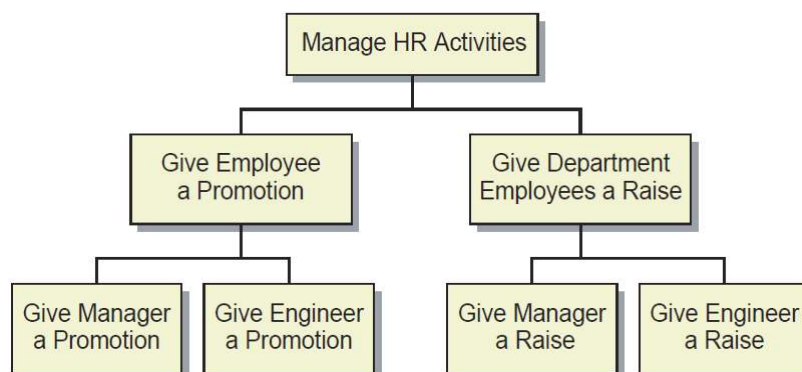 Manage HR Activities
Give Employee
a Promotion
Give Department
Employees a Raise
Give Manager
a Promotion
Give Engineer
a Promotion
Give Manager
a Raise
Give Engineer
a Raise